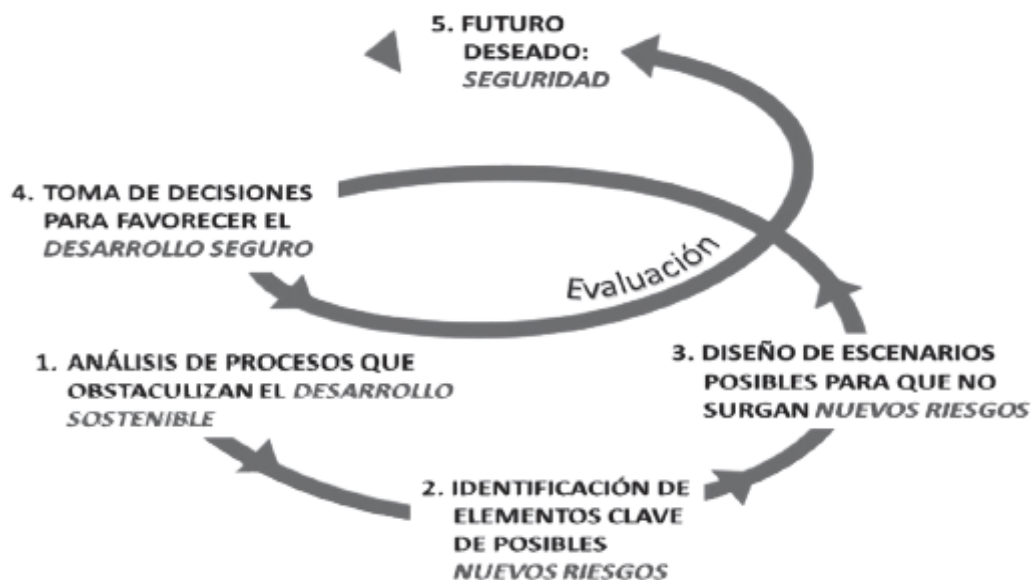 5. FUTURO
DESEADO:
SEGURIDAD
4. TOMA DE DECISIONES
PARA FAVORECER EL
DESARROLLO SEGURO
Evaluación
1. ANÁLISIS DE PROCESOS QUE
OBSTACULIZAN EL DESARROLLO
SOSTENIBLE
3. DISEÑO DE ESCENARIOS
POSIBLES PARA QUE NO
SURGAN NUEVOS RIESGOS
2. IDENTIFICACIÓN DE
ELEMENTOS CLAVE
DE POSIBLES
NUEVOS RIESGOS